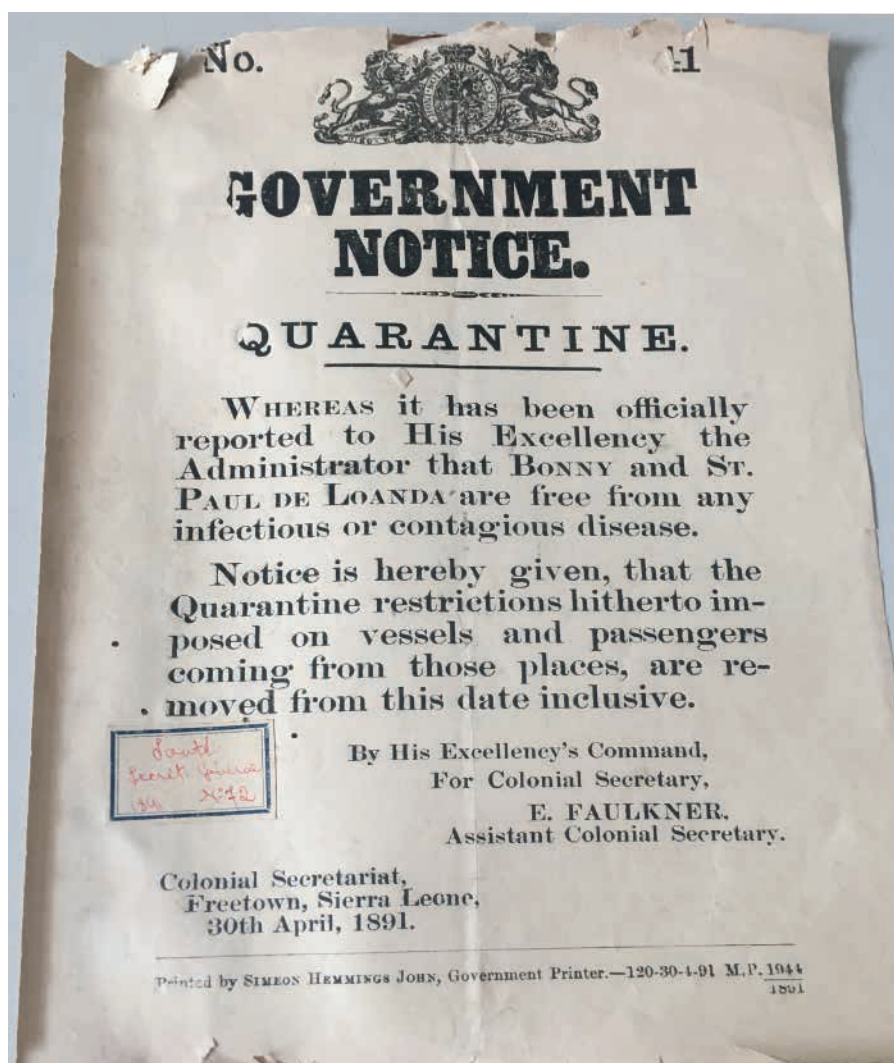 No. 41
GOVERNMENT
NOTICE.
QUARANTINE.
WHEREAS it has been officially
reported to His Excellency the
Administrator that BONNY and ST.
PAUL DE LOANDA are free from any
infectious or contagious disease.
Notice is hereby given, that the
Quarantine restrictions hitherto im-
posed on vessels and passengers
coming from those places, are re-
moved from this date inclusive.
By His Excellency's Command,
For Colonial Secretary,
E. FAULKNER,
Assistant Colonial Secretary.
Santé
Secrét.
Colonial Secretariat,
Freetown, Sierra Leone,
30th April, 1891.
Printed by SIMEON HEMMINGS JOHN, Government Printer.—120-30-4-91 M.P. 1944
1891